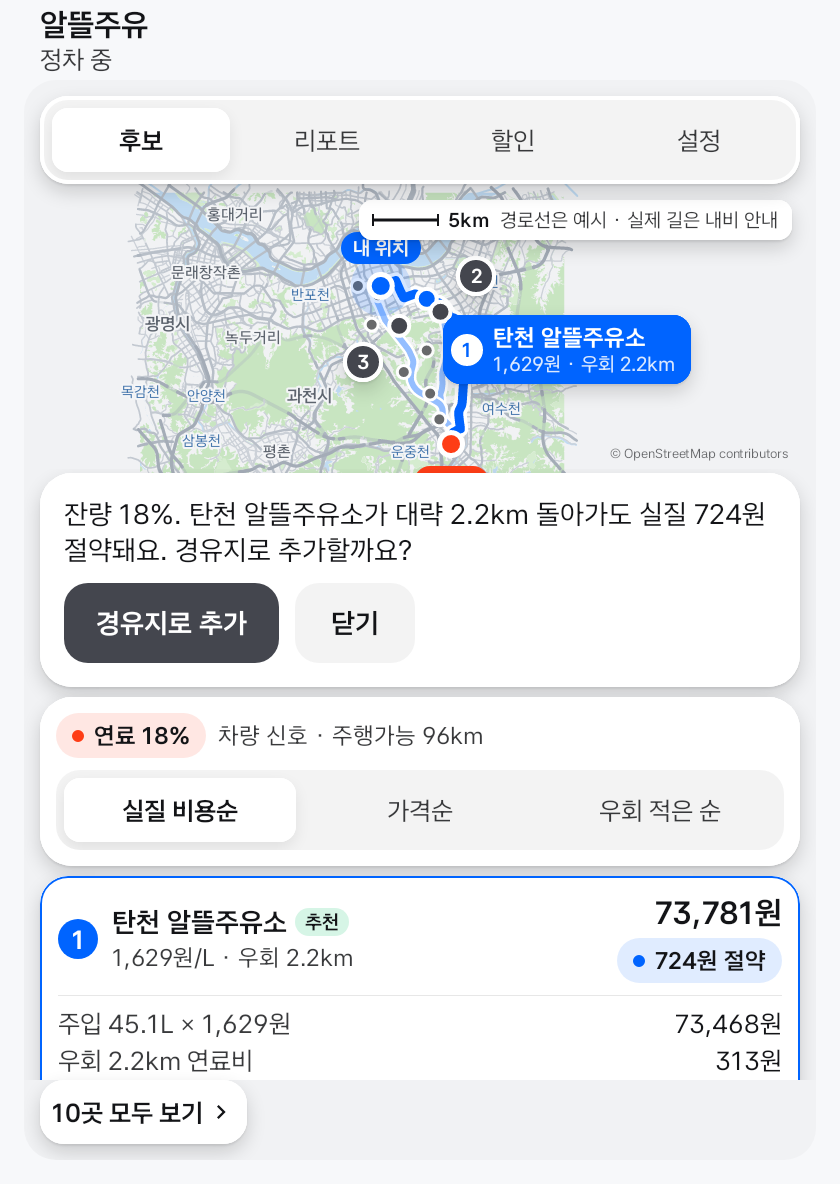 알뜰주유
정차 중
후보
리포트
할인
설정
5km 경로선은 예시 · 실제 길은 내비 안내
홍대거리
내 위치
문래창작촌
2
반포천
광명시
녹두거리
탄천 알뜰주유소
1
1,629원 · 우회 2.2km
3
목감천
안양천
과천시
여수천
삼봉천
평촌
운중천
© OpenStreetMap contributors
잔량 18%. 탄천 알뜰주유소가 대략 2.2km 돌아가도 실질 724원
절약돼요. 경유지로 추가할까요?
경유지로 추가
닫기
연료 18%
차량 신호 · 주행가능 96km
실질 비용순
가격순
우회 적은 순
1
탄천 알뜰주유소
추천
73,781원
1,629원/L · 우회 2.2km
724원 절약
주입 45.1L × 1,629원
73,468원
우회 2.2km 연료비
313원
10곳 모두 보기